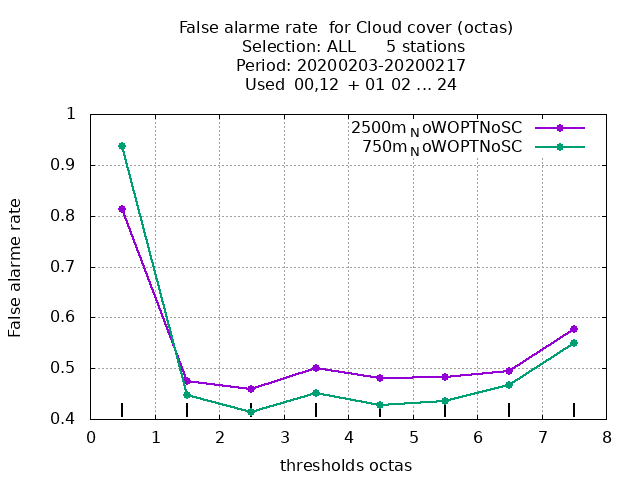 False alarme rate for Cloud cover (octas)
Selection: ALL 5 stations
Period: 20200203-20200217
Used 00,12 + 01 02 ... 24
2500m NoWOPTNoSC
750m NoWOPTNoSC
1
0.9
0.8
0.7
0.6
0.5
0.4
False alarme rate
0 1 2 3 4 5 6 7 8
thresholds octas